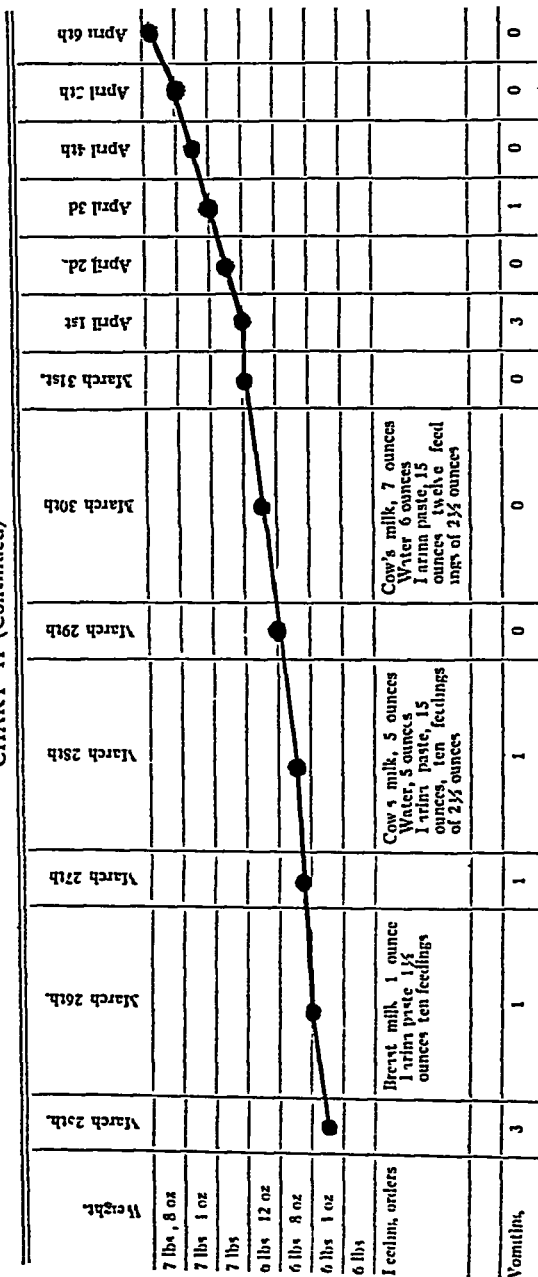 CHART II (Continued)
Weight.
March 25th.
March 26th.
March 27th
March 28th
March 29th
March 30th
March 31st.
April 1st
April 2d.
April 3d
April 4th
April 5th
April 6th
7 lbs , 8 oz
7 lbs 4 oz
7 lbs
6 lbs 12 oz
6 lbs 8 oz
6 lbs 4 oz
6 lbs
Feeding orders
Breast milk 1 ounce
Farina paste 1½
ounces ten feedings
Cow's milk, 5 ounces
Water, 5 ounces
Farina paste, 15
ounces, ten feedings
of 2½ ounces
Cow's milk, 7 ounces
Water 6 ounces
Farina paste, 15
ounces twelve feed
ings of 2½ ounces
Vomiting,
3
1
1
1
0
0
0
3
0
1
0
0
0